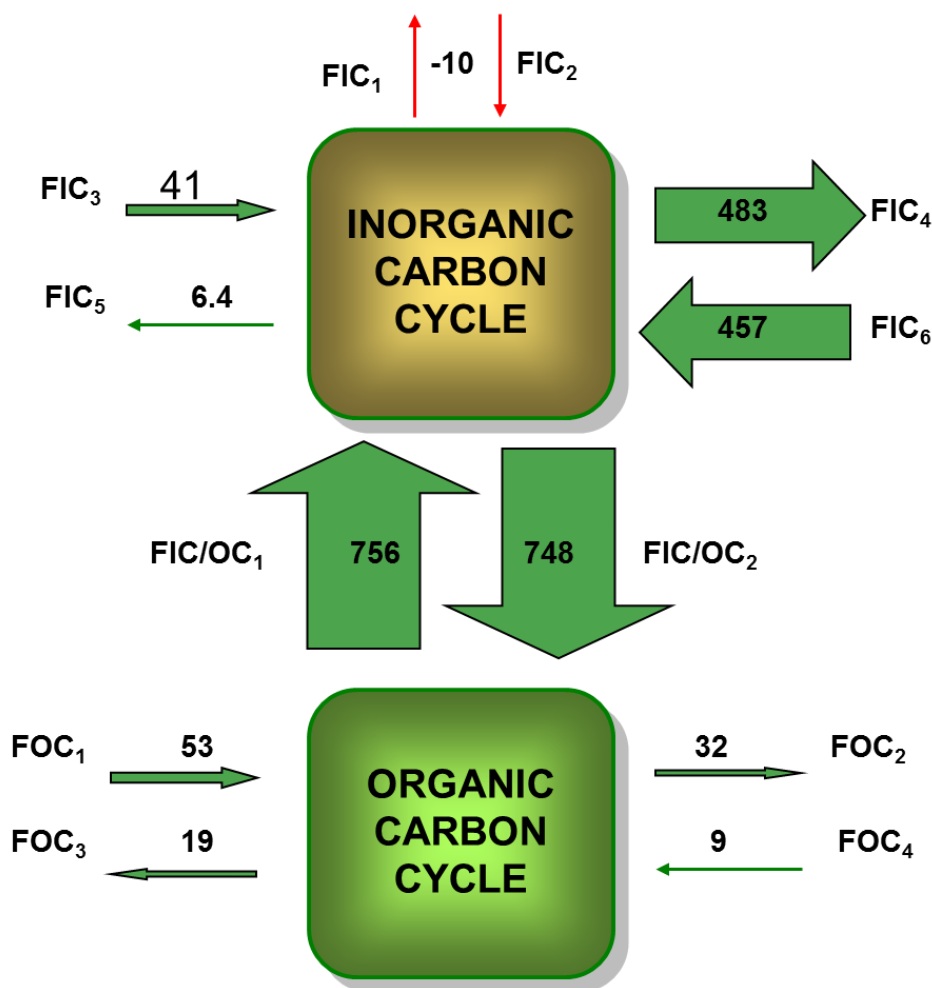 FIC₁ -10 FIC₂
FIC₃ 41
INORGANIC
CARBON
CYCLE
483 FIC₄
FIC₅ 6.4
457 FIC₆
FIC/OC₁ 756 748 FIC/OC₂
FOC₁ 53
32 FOC₂
ORGANIC
CARBON
CYCLE
FOC₃ 19
9 FOC₄